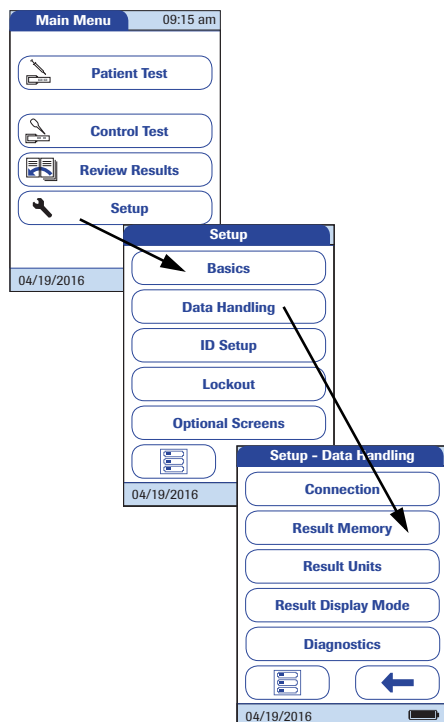 Main Menu 09:15 am
Patient Test
Control Test
Review Results
Setup
04/19/2016
Setup
Basics
Data Handling
ID Setup
Lockout
Optional Screens
04/19/2016
Setup - Data Handling
Connection
Result Memory
Result Units
Result Display Mode
Diagnostics
04/19/2016